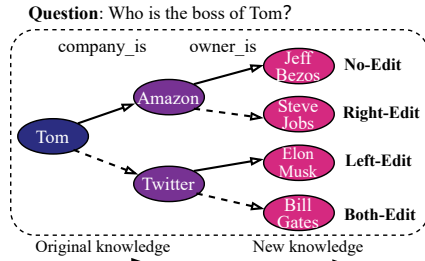 Question: Who is the boss of Tom?
company_is owner_is
Jeff
Bezos
No-Edit
Amazon
Steve
Jobs
Right-Edit
Tom
Elon
Musk
Left-Edit
Twitter
Bill
Gates
Both-Edit
Original knowledge New knowledge